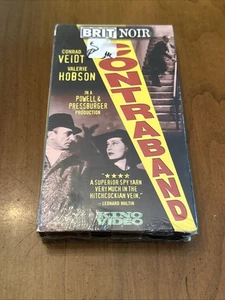 BRIT NOIR
CONRAD
VEIDT
VALERIE
HOBSON
IN A
POWELL &
PRESSBURGER
PRODUCTION
CONTRABAND
★★★★
"A SUPERIOR SPY YARN
VERY MUCH IN THE
HITCHCOCKIAN VEIN."
—LEONARD MALTIN
KINO
VIDEO